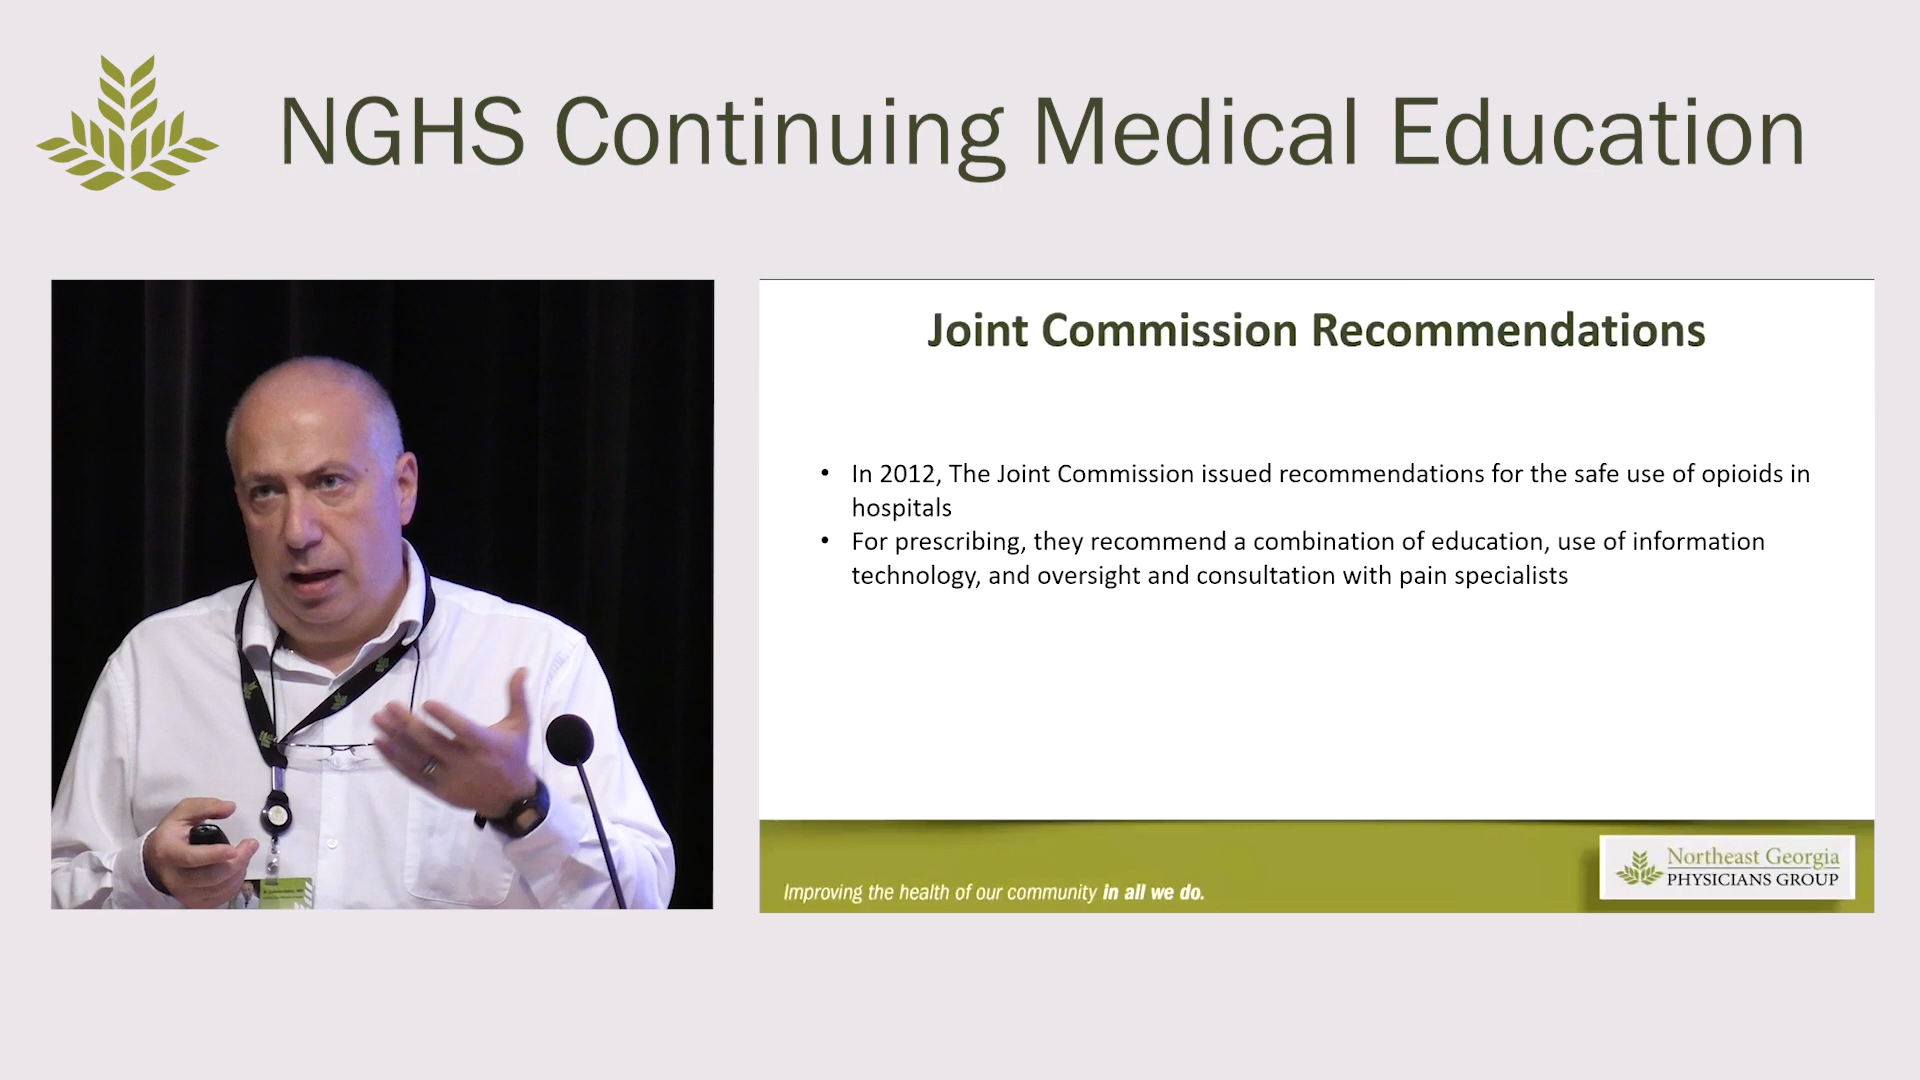 NGHS Continuing Medical Education
Joint Commission Recommendations
• In 2012, The Joint Commission issued recommendations for the safe use of opioids in
hospitals
• For prescribing, they recommend a combination of education, use of information
technology, and oversight and consultation with pain specialists
Improving the health of our community in all we do.
Northeast Georgia
PHYSICIANS GROUP